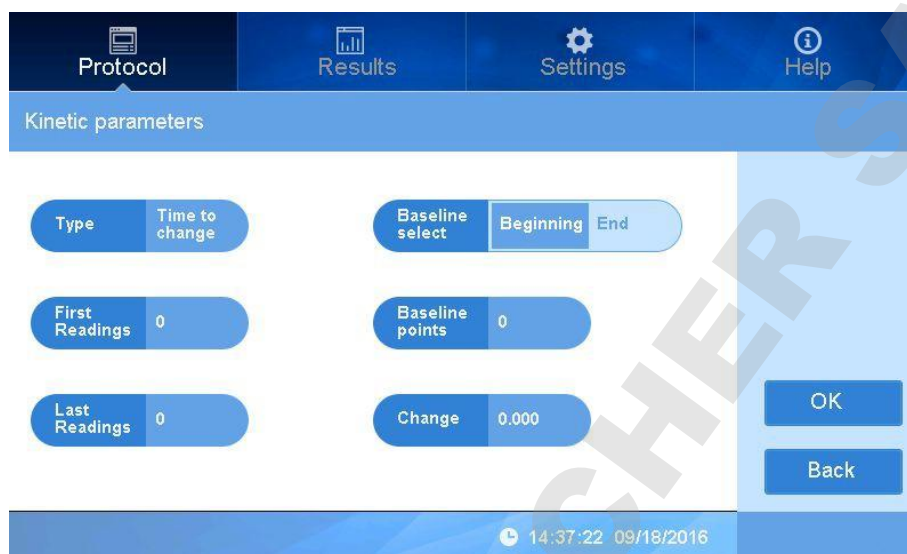 Protocol
Results
Settings
Help
Kinetic parameters
Type
Time to
change
Baseline
select
Beginning
End
First
Readings
0
Baseline
points
0
Last
Readings
0
Change
0.000
OK
Back
14:37:22 09/18/2016